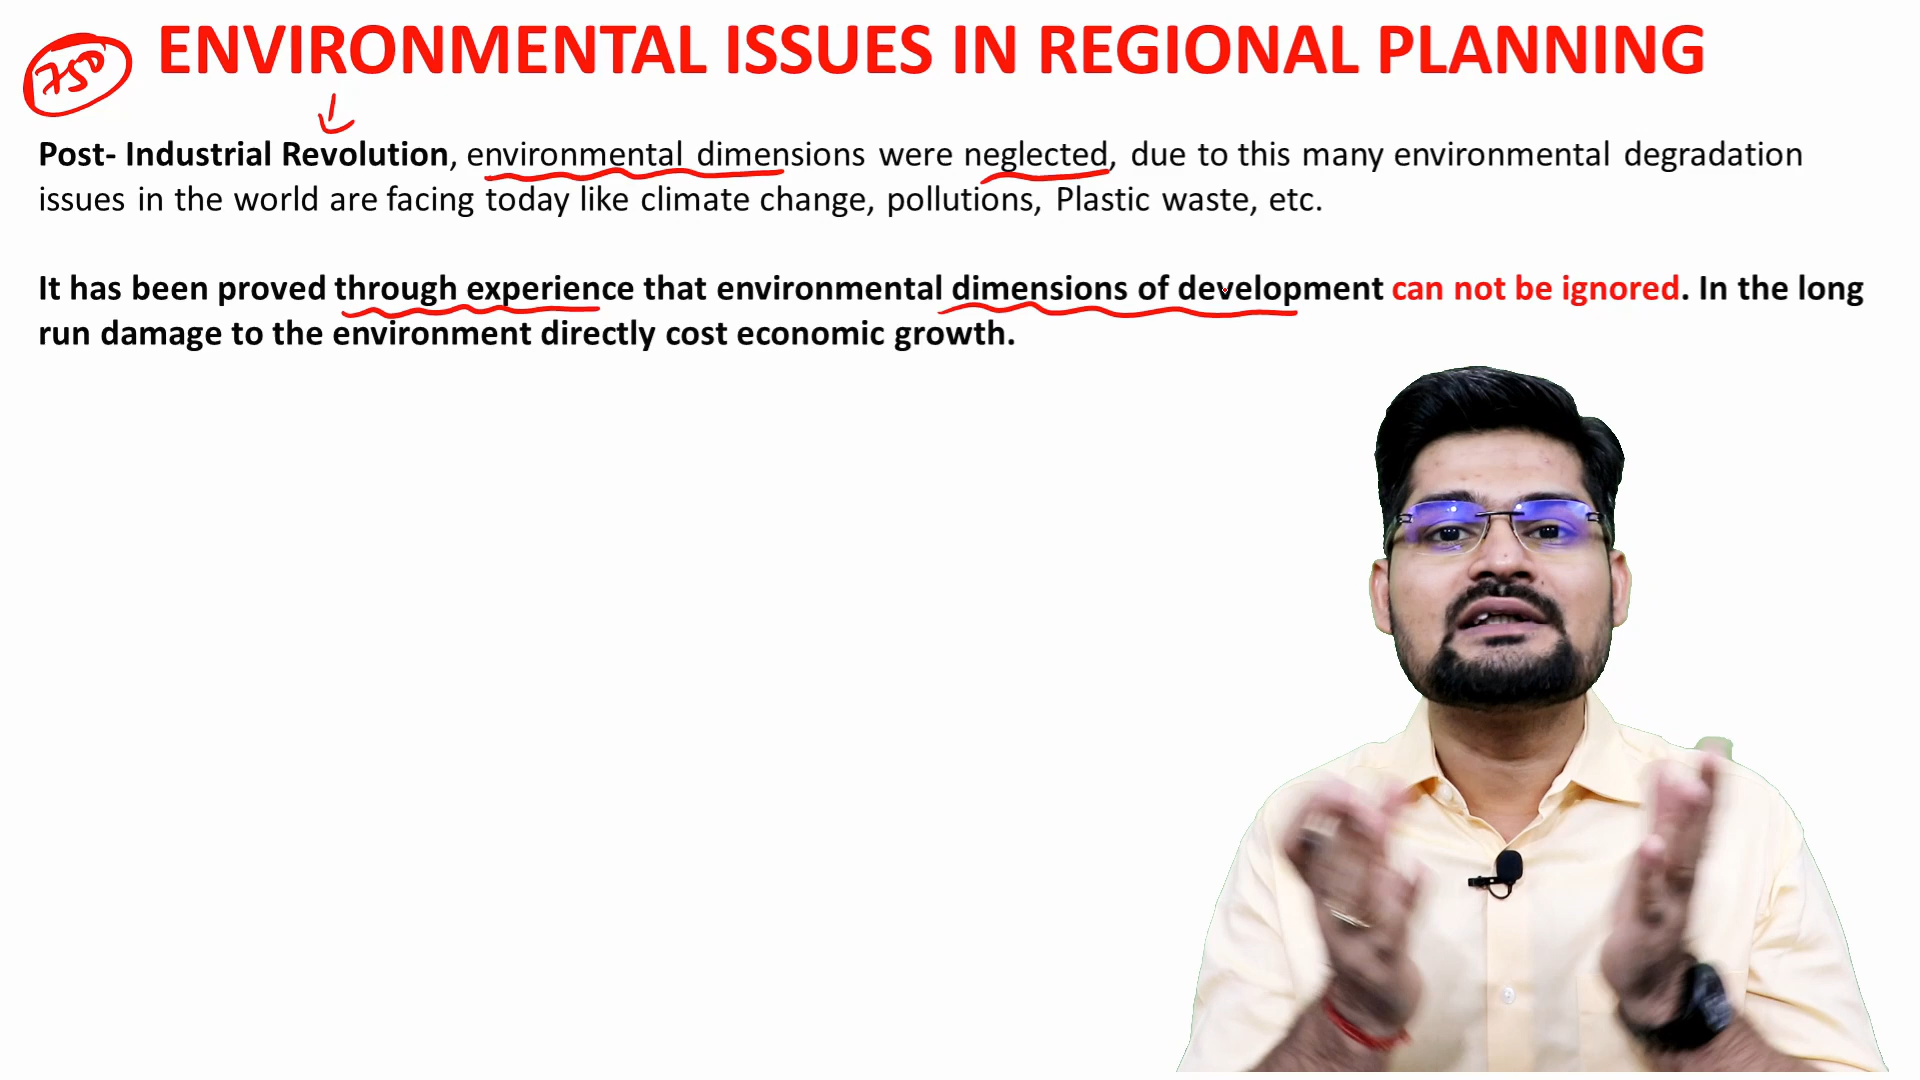 ENVIRONMENTAL ISSUES IN REGIONAL PLANNING
750
Post- Industrial Revolution, environmental dimensions were neglected, due to this many environmental degradation
issues in the world are facing today like climate change, pollutions, Plastic waste, etc.
It has been proved through experience that environmental dimensions of development can not be ignored. In the long
run damage to the environment directly cost economic growth.